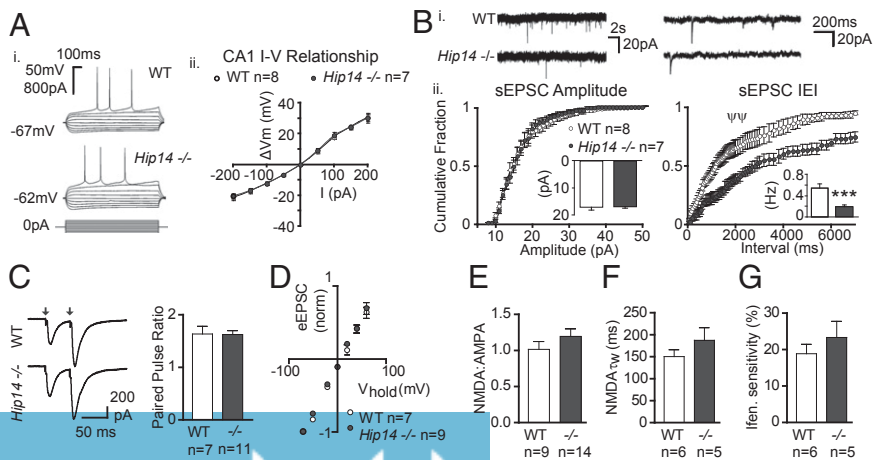 A
i.
100ms
50mV
800pA
WT
-67mV
Hip14 -/-
-62mV
0pA
ii.
CA1 I-V Relationship
WT n=8
Hip14 -/- n=7
ΔVm (mV)
40
20
0
-20
-40
-200
-100
0
100
200
I (pA)
B
i.
WT
Hip14 -/-
2s
20pA
200ms
20pA
ii.
sEPSC Amplitude
Cumulative Fraction
1
0.5
0
WT n=8
Hip14 -/- n=7
(pA)
0
10
20
10
20
30
40
50
Amplitude (pA)
sEPSC IEI
1
0.5
0
ψψ
(Hz)
0.8
0.4
0
***
0
2000
4000
6000
Interval (ms)
C
WT
Hip14 -/-
200
pA
50 ms
Paired Pulse Ratio
2
1
0
WT
-/-
n=7
n=11
D
eEPSC
(norm)
1
-100
100
Vhold(mV)
WT n=7
Hip14 -/- n=9
-1
E
NMDA:AMPA
1.5
1.0
0.5
0.0
WT
-/-
n=9
n=14
F
NMDAτW (ms)
250
200
150
100
50
0
WT
-/-
n=6
n=5
G
Ifen. sensitivity (%)
30
20
10
0
WT
-/-
n=6
n=5